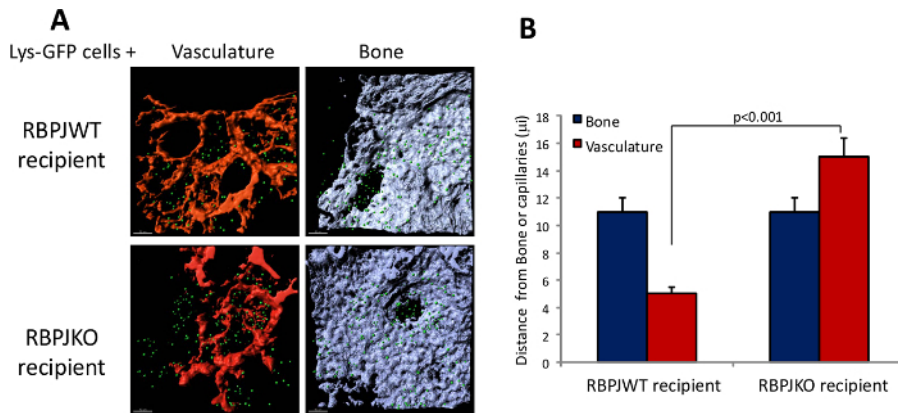 A
Lys-GFP cells + Vasculature Bone
RBPJWT
recipient
RBPJKO
recipient
B
Distance from Bone or capillaries (µi)
18
16
14
12
10
8
6
4
2
0
Bone
Vasculature
p<0.001
RBPJWT recipient RBPJKO recipient